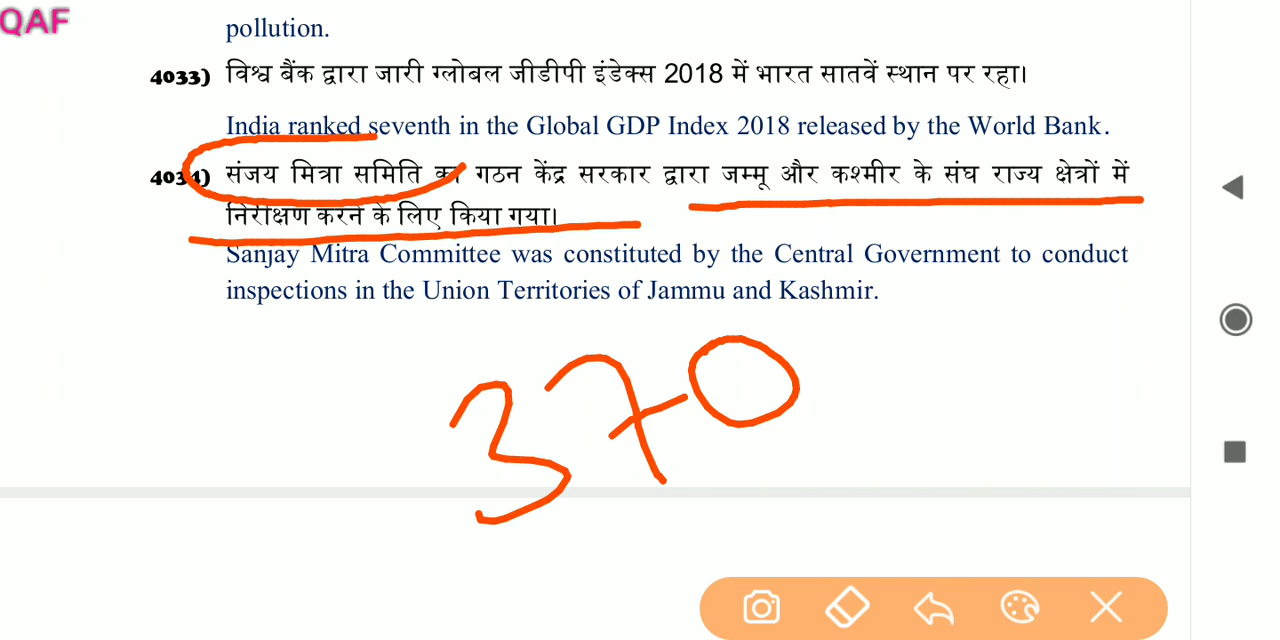 QAF
pollution.
4033) विश्व बैंक द्वारा जारी ग्लोबल जीडीपी इंडेक्स 2018 में भारत सातवें स्थान पर रहा।
India ranked seventh in the Global GDP Index 2018 released by the World Bank.
4034) संजय मित्रा समिति का गठन केंद्र सरकार द्वारा जम्मू और कश्मीर के संघ राज्य क्षेत्रों में
निरीक्षण करने के लिए किया गया।
Sanjay Mitra Committee was constituted by the Central Government to conduct
inspections in the Union Territories of Jammu and Kashmir.
370